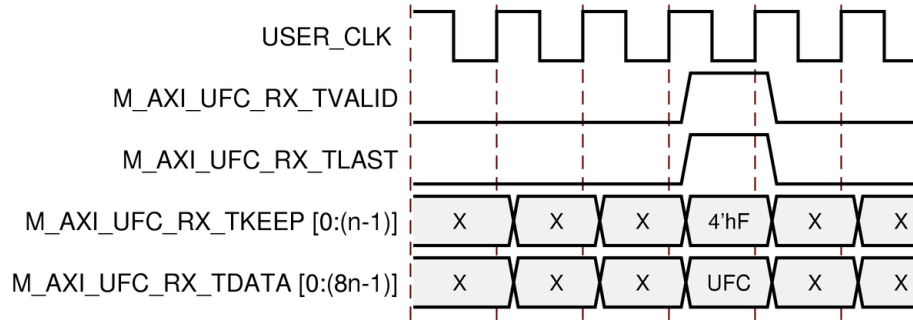 USER_CLK
M_AXI_UFC_RX_TVALID
M_AXI_UFC_RX_TLAST
M_AXI_UFC_RX_TKEEP [0:(n-1)] X X X 4'hF X X
M_AXI_UFC_RX_TDATA [0:(8n-1)] X X X UFC X X